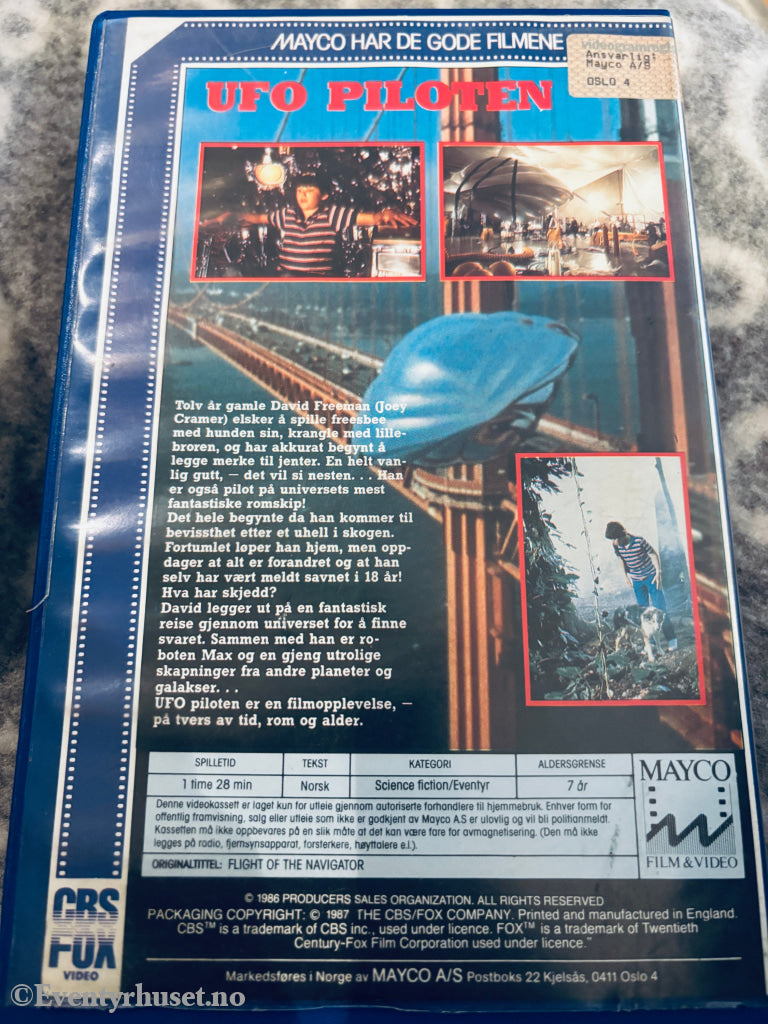 MAYCO HAR DE GODE FILMENE
videogramregi
Ansvarlig:
Mayco A/S
OSLO 4
UFO PILOTEN
Tolv år gamle David Freeman (Joey
Cramer) elsker å spille freesbee
med hunden sin, krangle med lille-
broren, og har akkurat begynt å
legge merke til jenter. En helt van-
lig gutt, — det vil si nesten. . . Han
er også pilot på universets mest
fantastiske romskip!
Det hele begynte da han kommer til
bevissthet etter et uhell i skogen.
Fortumlet løper han hjem, men opp-
dager at alt er forandret og at han
selv har vært meldt savnet i 18 år!
Hva har skjedd?
David legger ut på en fantastisk
reise gjennom universet for å finne
svaret. Sammen med han er ro-
boten Max og en gjeng utrolige
skapninger fra andre planeter og
galakser. . .
UFO piloten er en filmopplevelse, —
på tvers av tid, rom og alder.
SPILLETID TEKST KATEGORI ALDERSGRENSE
1 time 28 min Norsk Science fiction/Eventyr 7 år
Denne videokassett er laget kun for utleie gjennom autoriserte forhandlere til hjemmebruk. Enhver form for
offentlig framvisning, salg eller utleie som ikke er godkjent av Mayco A.S er ulovlig og vil bli politianmeldt.
Kassetten må ikke oppbevares på en slik måte at det kan være fare for avmagnetisering. (Den må ikke
legges på radio, fjernsynsapparat, forsterkere, høyttalere e.l.).
ORIGINALTITTEL: FLIGHT OF THE NAVIGATOR
MAYCO
FILM & VIDEO
CBS
FOX
VIDEO
© 1986 PRODUCERS SALES ORGANIZATION. ALL RIGHTS RESERVED
PACKAGING COPYRIGHT: © 1987 THE CBS/FOX COMPANY. Printed and manufactured in England.
CBS™ is a trademark of CBS inc., used under licence. FOX™ is a trademark of Twentieth
Century-Fox Film Corporation used under licence."
Markedsføres i Norge av MAYCO A/S Postboks 22 Kjelsås, 0411 Oslo 4
©Eventyrhuset.no